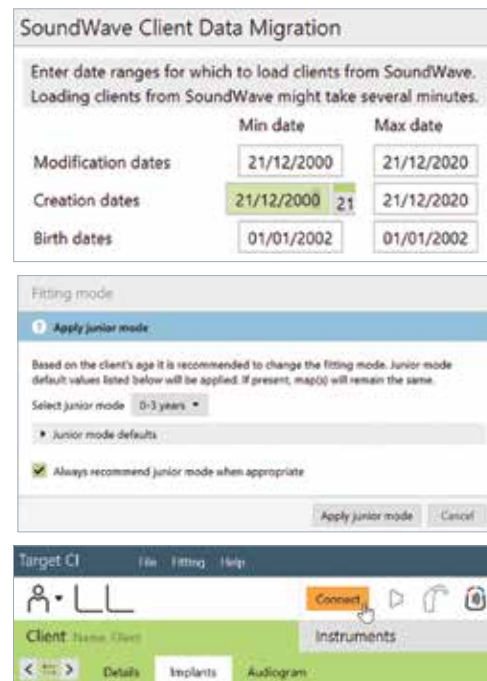 SoundWave Client Data Migration
Enter date ranges for which to load clients from SoundWave.
Loading clients from SoundWave might take several minutes.
Min date Max date
Modification dates 21/12/2000 21/12/2020
Creation dates 21/12/2000 21 21/12/2020
Birth dates 01/01/2002 01/01/2002
Fitting mode
Apply junior mode
Based on the client's age it is recommended to change the fitting mode. Junior mode
default values listed below will be applied. If present, map(s) will remain the same.
Select junior mode 0-3 years
Junior mode defaults
Always recommend junior mode when appropriate
Apply junior mode Cancel
Target CI File Fitting Help
Connect
Client Name, Client Instruments
Details Implants Audiogram